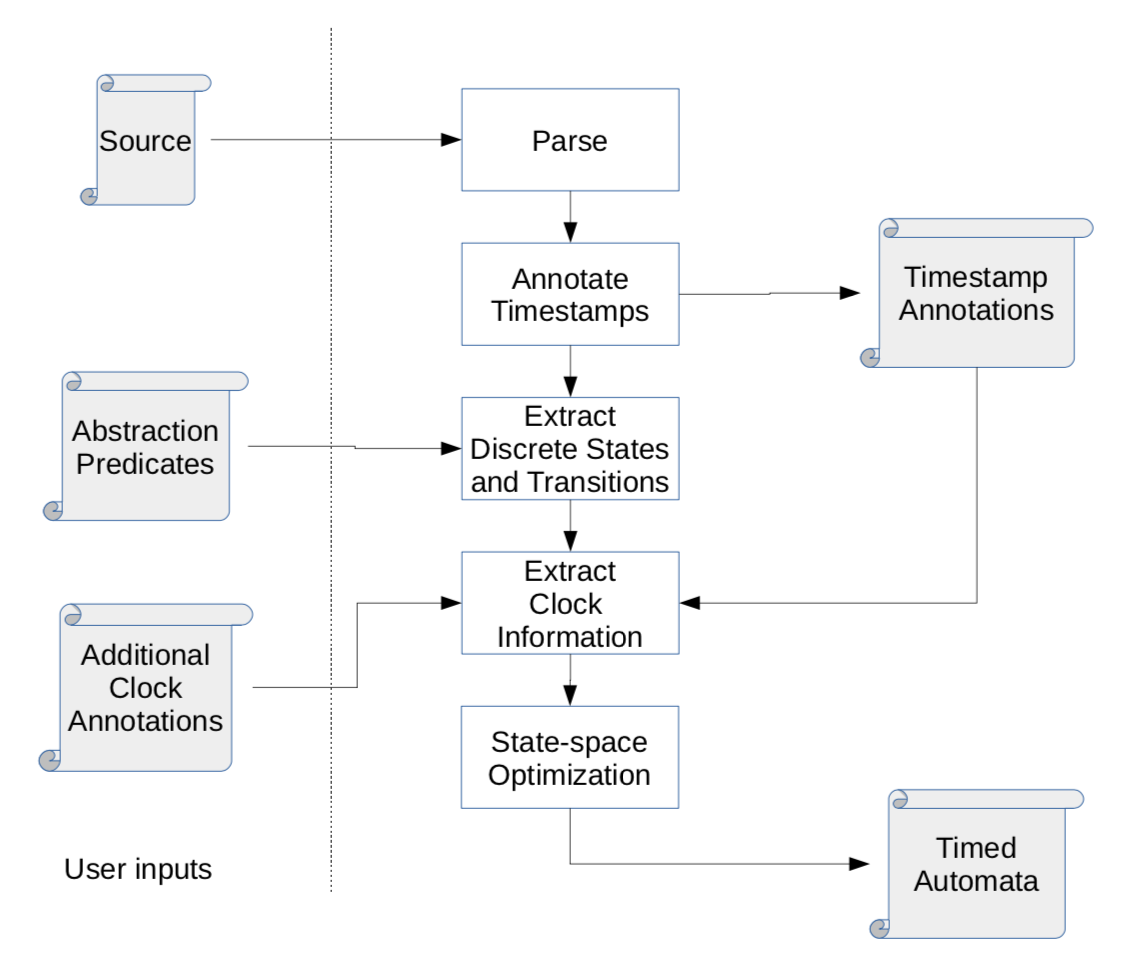 Source
Parse
Annotate
Timestamps
Timestamp
Annotations
Abstraction
Predicates
Extract
Discrete States
and Transitions
Extract
Clock
Information
Additional
Clock
Annotations
State-space
Optimization
Timed
Automata
User inputs